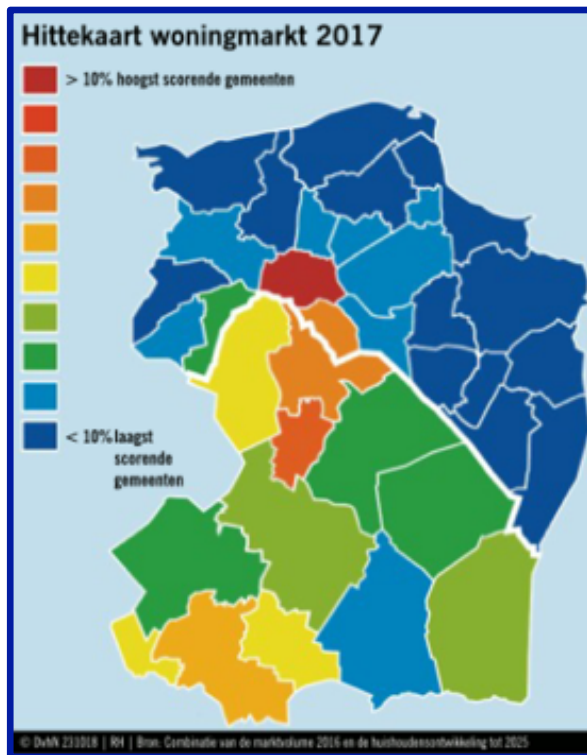 Hittekaart woningmarkt 2017
> 10% hoogst scorende gemeenten
< 10% laagst
scorende
gemeenten
© DvhN 231018 | RH | Bron: Combinatie van de marktvolume 2016 en de huishoudensontwikkeling tot 2025